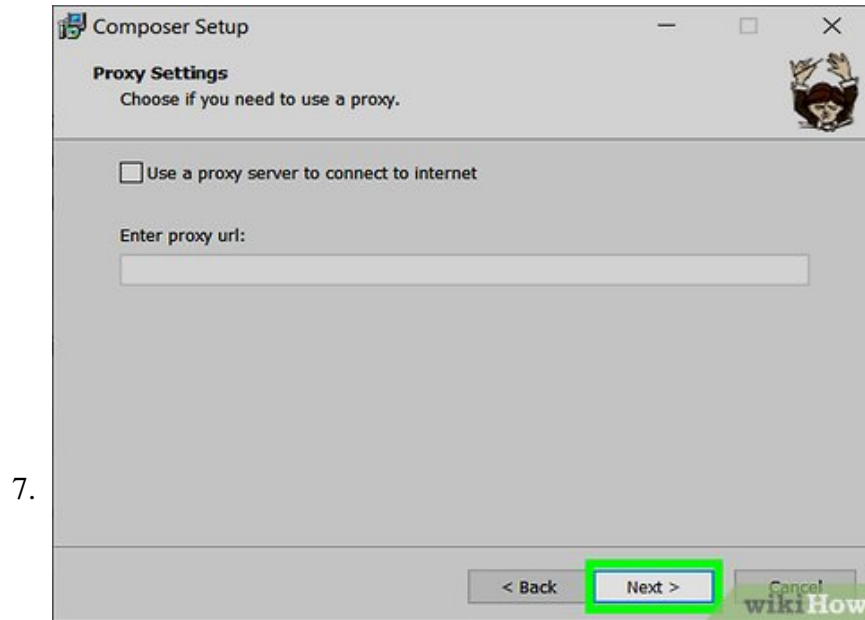 Composer Setup
Proxy Settings
Choose if you need to use a proxy.
Use a proxy server to connect to internet
Enter proxy url:
7.
< Back Next > Cancel
wikiHow